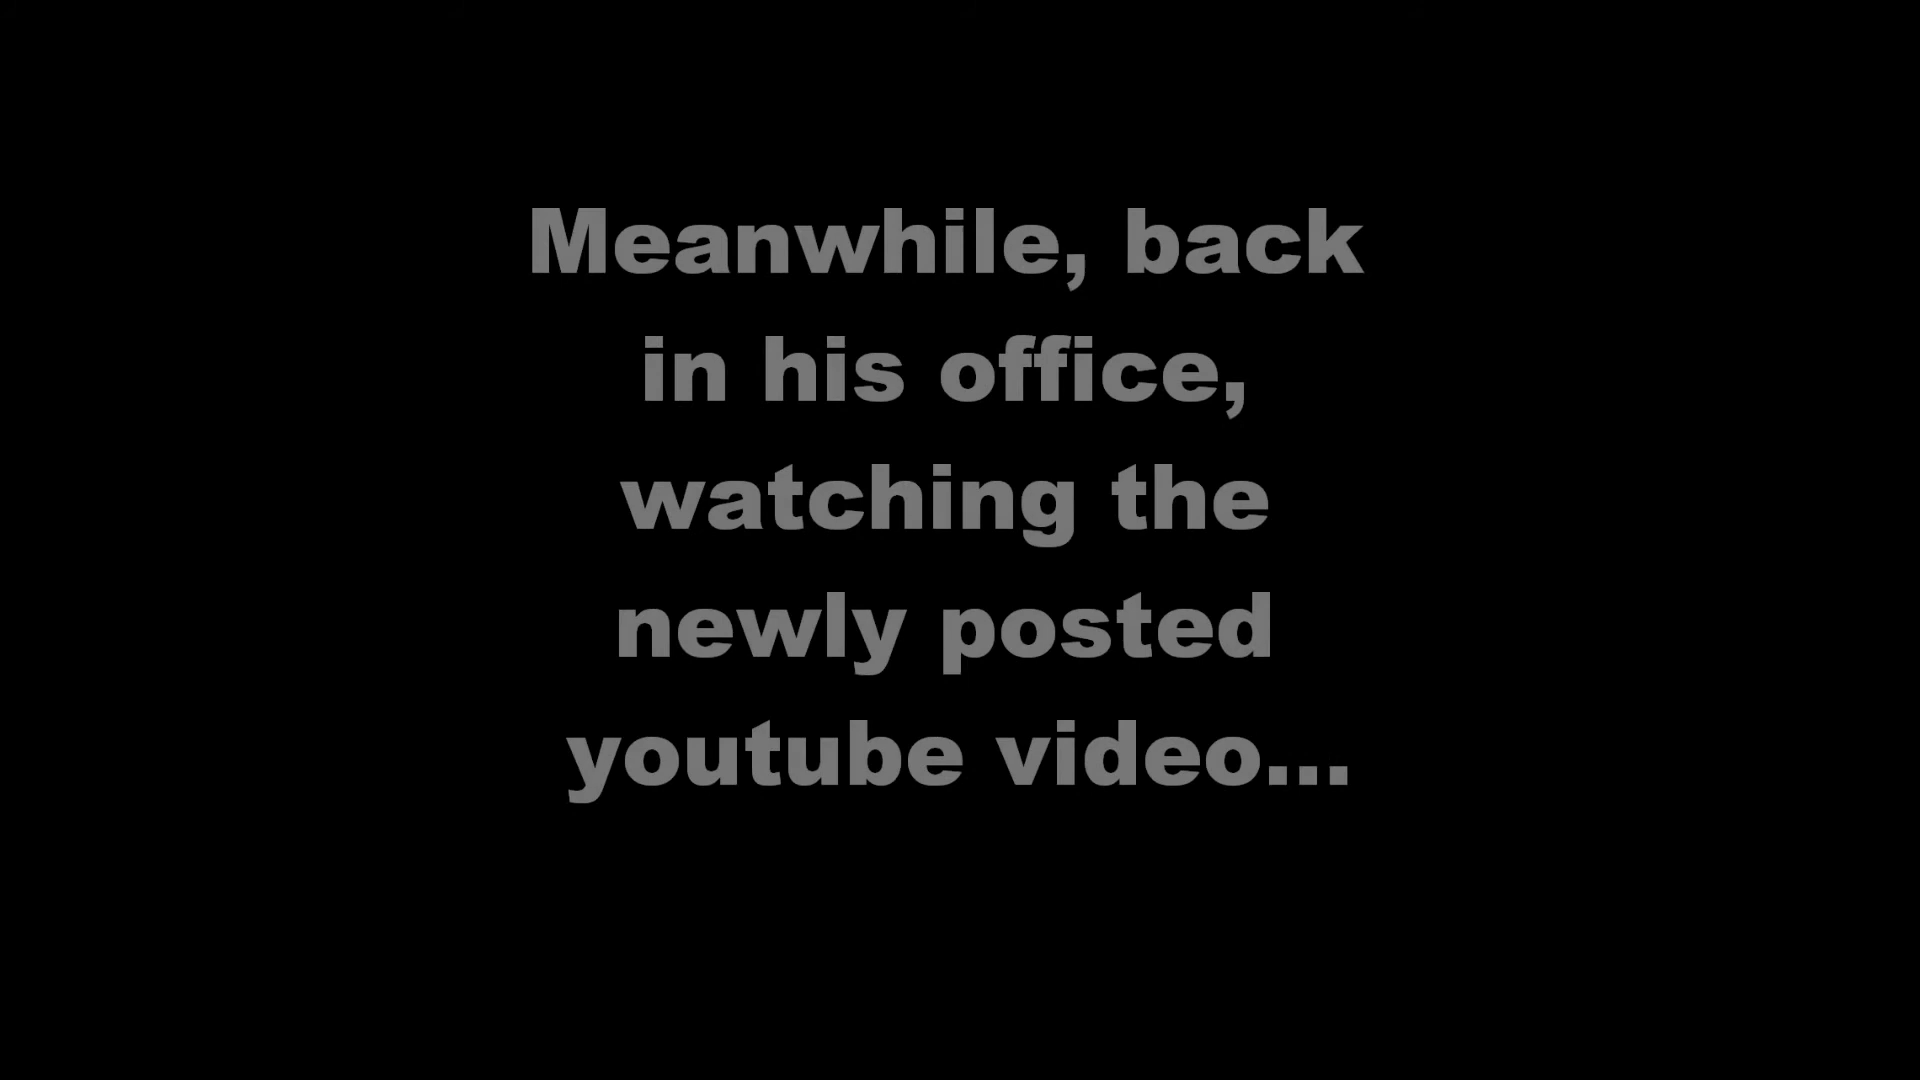 Meanwhile, back
in his office,
watching the
newly posted
youtube video...